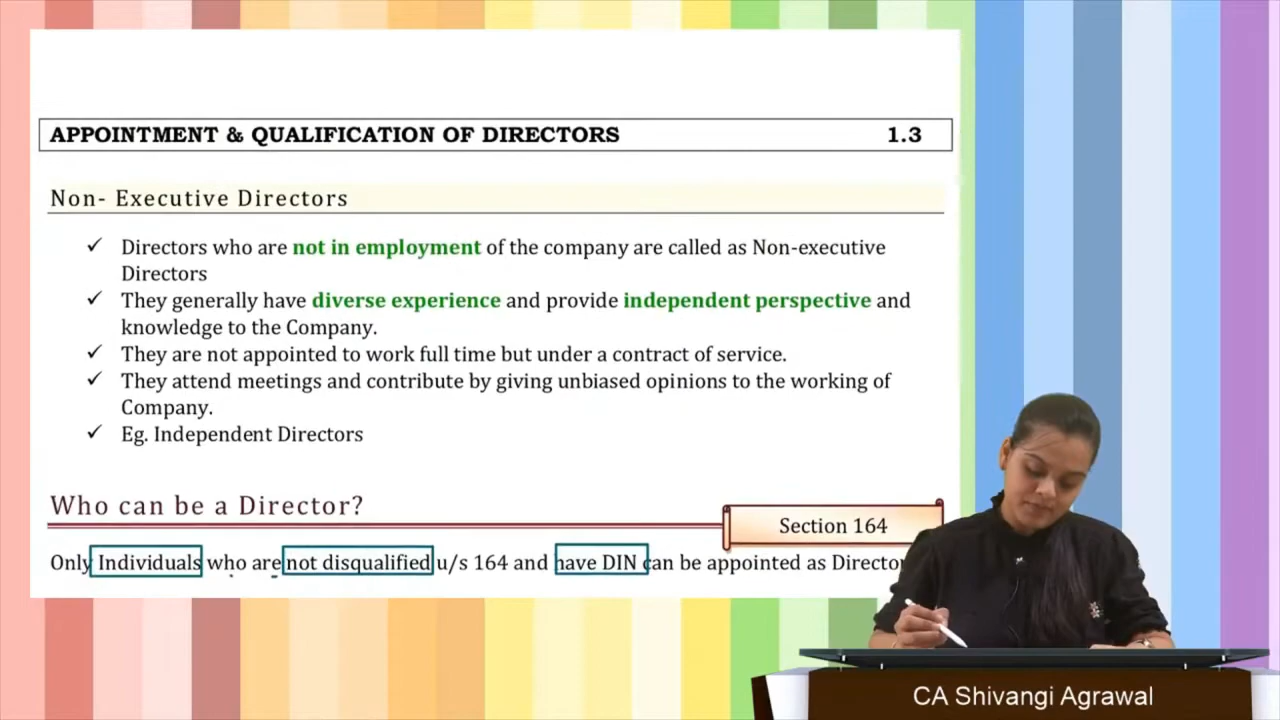 APPOINTMENT & QUALIFICATION OF DIRECTORS 1.3
Non- Executive Directors
✓ Directors who are not in employment of the company are called as Non-executive
Directors
✓ They generally have diverse experience and provide independent perspective and
knowledge to the Company.
✓ They are not appointed to work full time but under a contract of service.
✓ They attend meetings and contribute by giving unbiased opinions to the working of
Company.
✓ Eg. Independent Directors
Who can be a Director?
Section 164
Only Individuals who are not disqualified u/s 164 and have DIN can be appointed as Director
CA Shivangi Agrawal